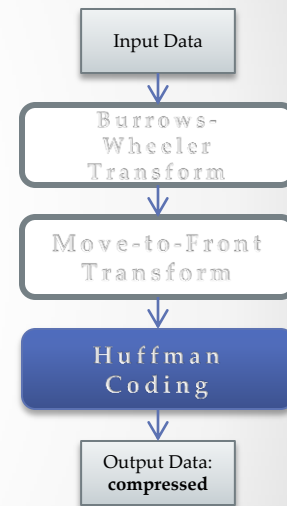 Input Data
Burrows-
Wheeler
Transform
Move-to-Front
Transform
Huffman
Coding
Output Data:
compressed